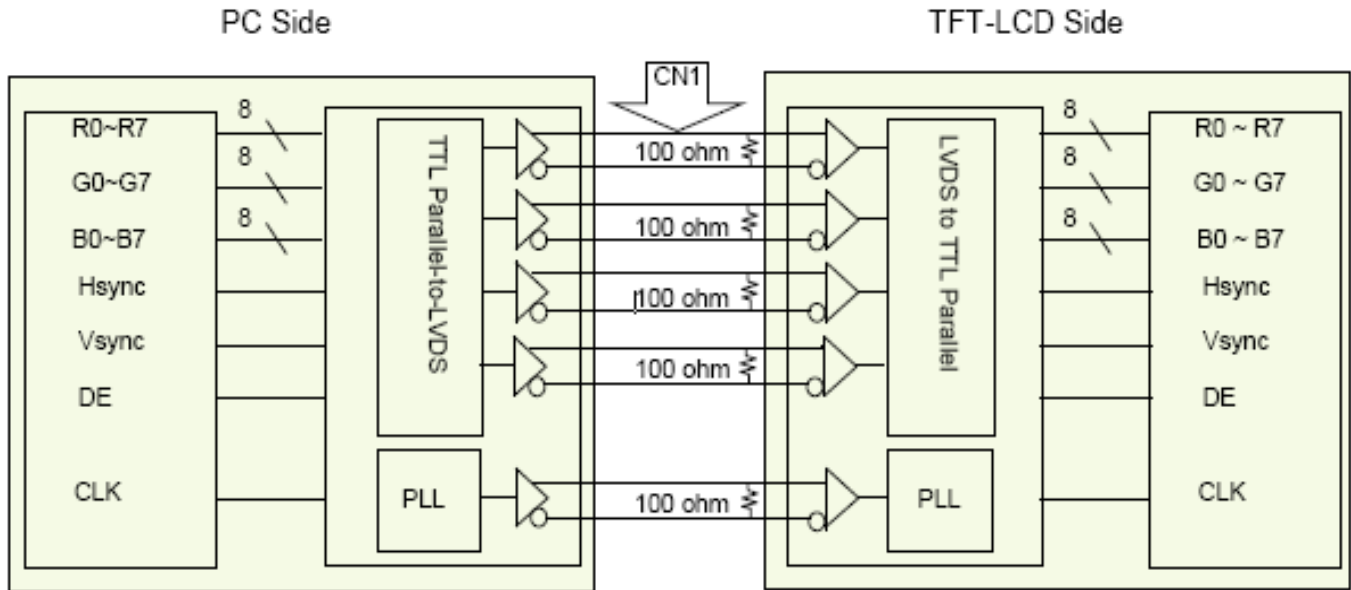 PC Side
TFT-LCD Side
CN1
8
R0~R7
8
G0~G7
8
B0~B7
Hsync
Vsync
DE
CLK
TTL Parallel-to-LVDS
PLL
100 ohm
100 ohm
100 ohm
100 ohm
100 ohm
LVDS to TTL Parallel
PLL
8
R0 ~ R7
8
G0 ~ G7
8
B0 ~ B7
Hsync
Vsync
DE
CLK